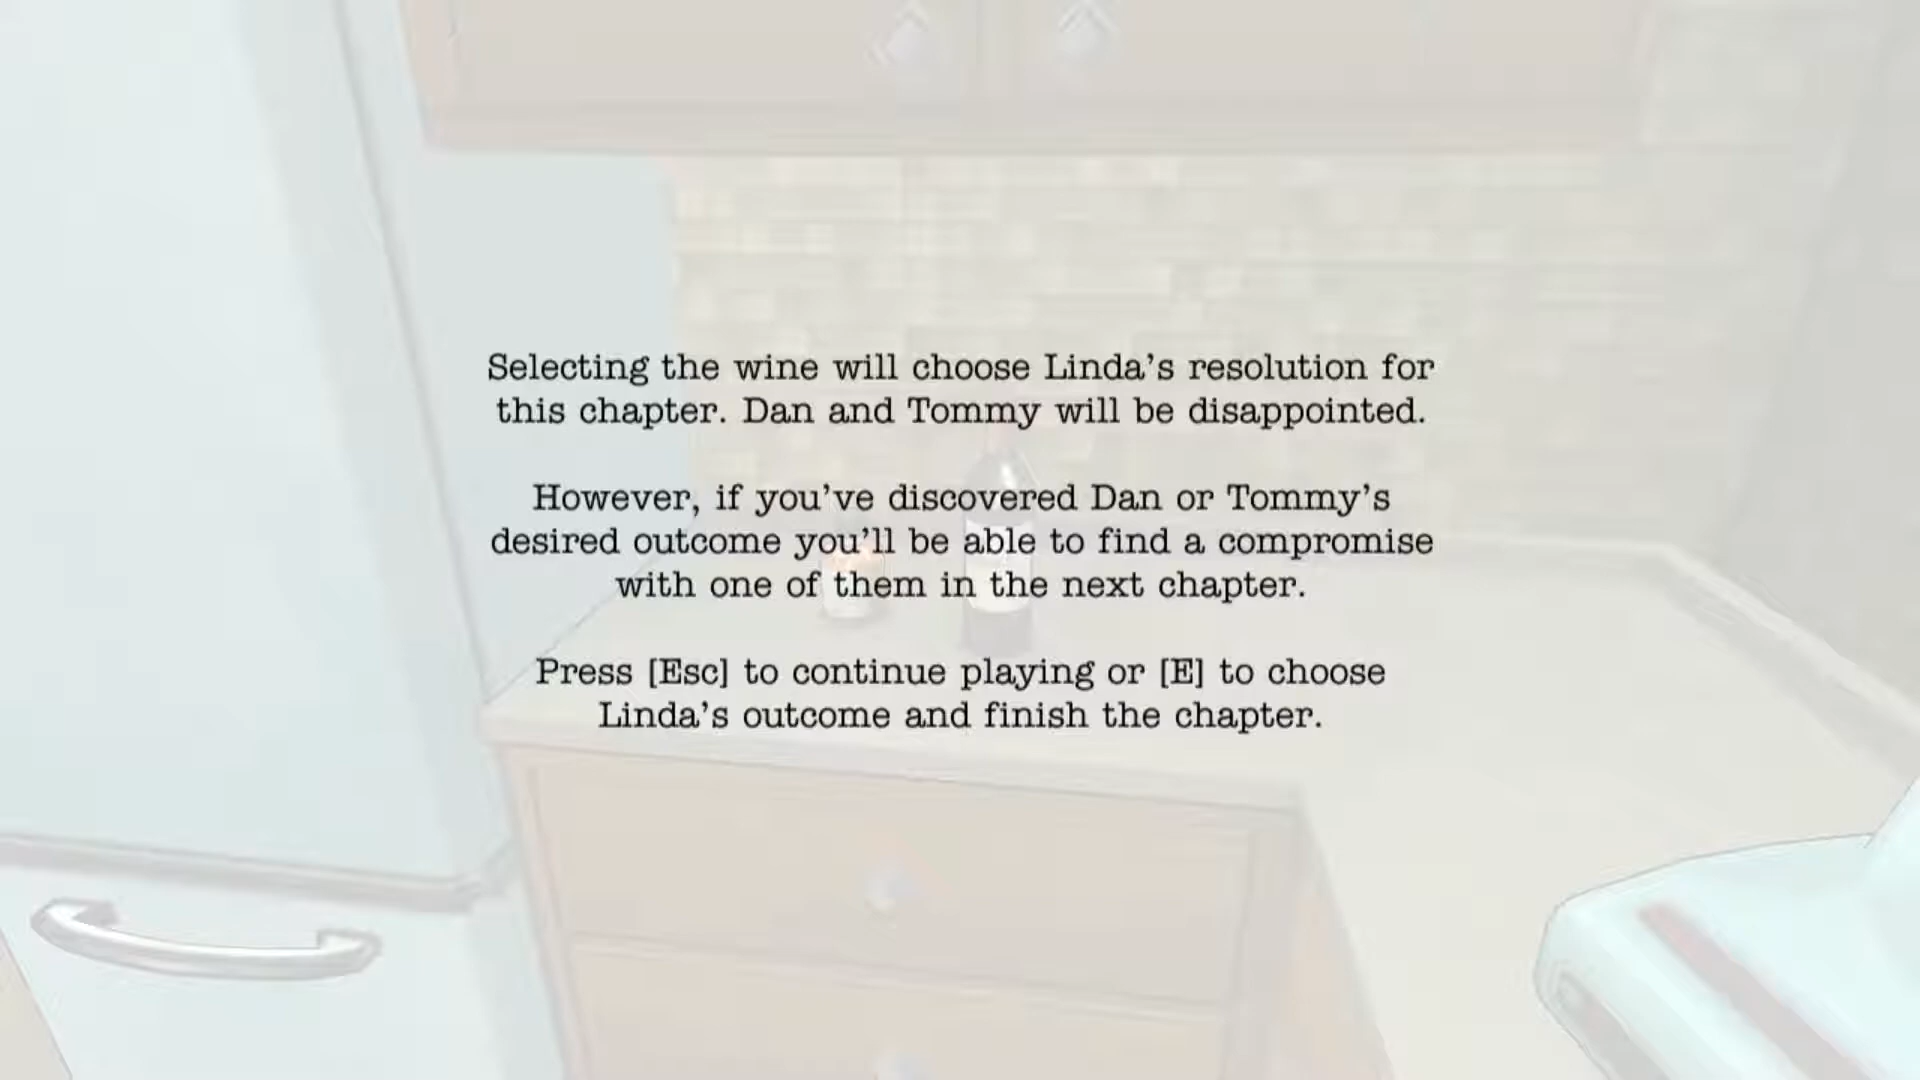 Selecting the wine will choose Linda's resolution for
this chapter. Dan and Tommy will be disappointed.
However, if you've discovered Dan or Tommy's
desired outcome you'll be able to find a compromise
with one of them in the next chapter.
Press [Esc] to continue playing or [E] to choose
Linda's outcome and finish the chapter.